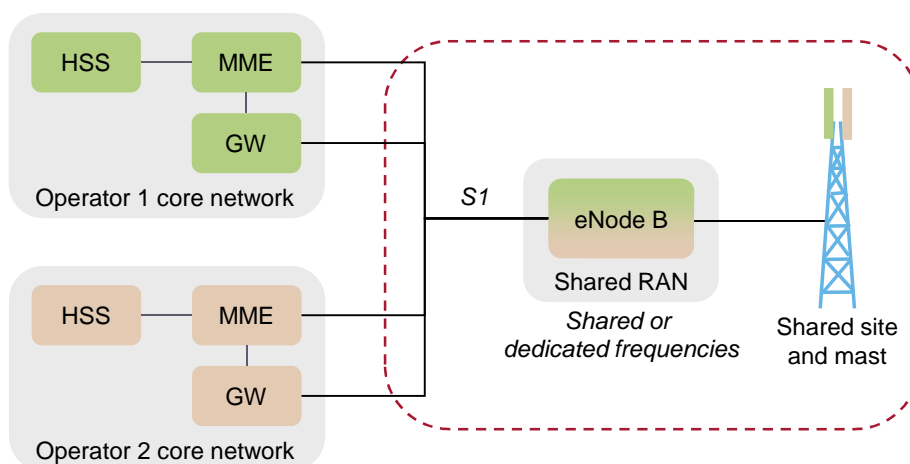 HSS
MME
GW
Operator 1 core network
S1
eNode B
Shared RAN
Shared or
dedicated frequencies
Shared site
and mast
HSS
MME
GW
Operator 2 core network